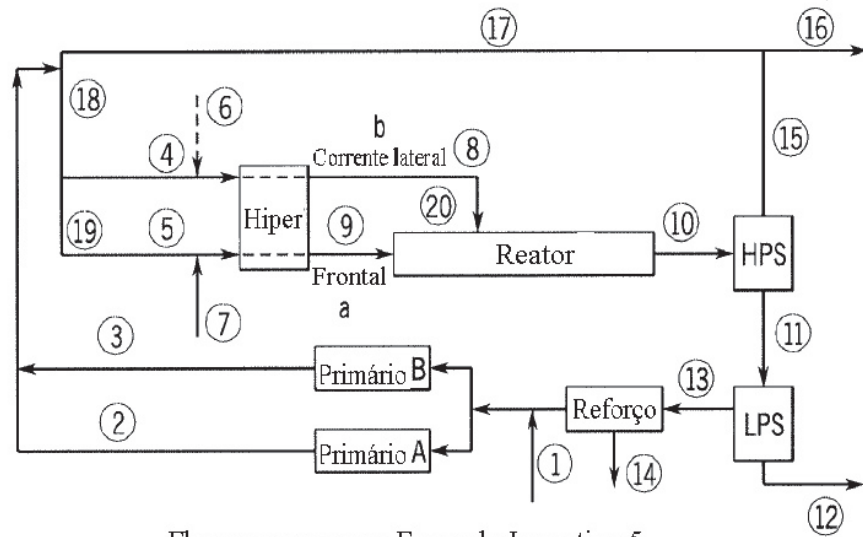 17
16
18
6
b
8
4
Corrente lateral
15
Hiper
20
19
5
9
10
Reator
HPS
Frontal
a
7
11
3
Primário B
13
Reforço
LPS
2
Primário A
1
14
12